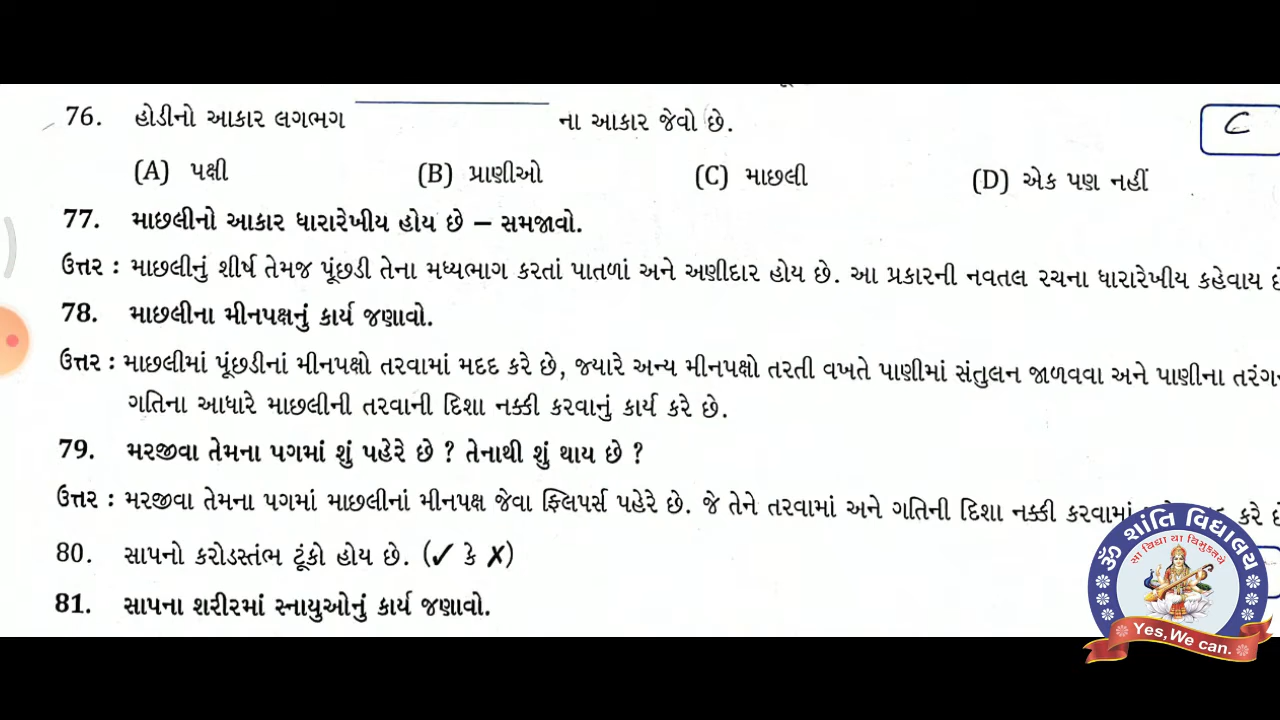 76. હોડીનો આકાર લગભગ ____________ ના આકાર જેવો છે. C
(A) પક્ષી (B) પ્રાણીઓ (C) માછલી (D) એક પણ નહીં
77. માછલીનો આકાર ધારારેખીય હોય છે – સમજાવો.
ઉત્તર : માછલીનું શીર્ષ તેમજ પૂંછડી તેના મધ્યભાગ કરતાં પાતળાં અને અણીદાર હોય છે. આ પ્રકારની નવતલ રચના ધારારેખીય કહેવાય
78. માછલીના મીનપક્ષનું કાર્ય જણાવો.
ઉત્તર : માછલીમાં પૂંછડીનાં મીનપક્ષો તરવામાં મદદ કરે છે, જ્યારે અન્ય મીનપક્ષો તરતી વખતે પાણીમાં સંતુલન જાળવવા અને પાણીના
ગતિના આધારે માછલીની તરવાની દિશા નક્કી કરવાનું કાર્ય કરે છે.
79. મરજીવા તેમના પગમાં શું પહેરે છે ? તેનાથી શું થાય છે ?
ઉત્તર : મરજીવા તેમના પગમાં માછલીનાં મીનપક્ષ જેવા ફ્લિપર્સ પહેરે છે. જે તેને તરવામાં અને ગતિની દિશા નક્કી કરવામાં કરે
80. સાપનો કરોડસ્તંભ ટૂંકો હોય છે. (✓ કે ✗)
81. સાપના શરીરમાં સ્નાયુઓનું કાર્ય જણાવો.
ૐ શાંતિ વિદ્યાલય
સા વિદ્યા યા વિમુક્તયે
Yes, We can.